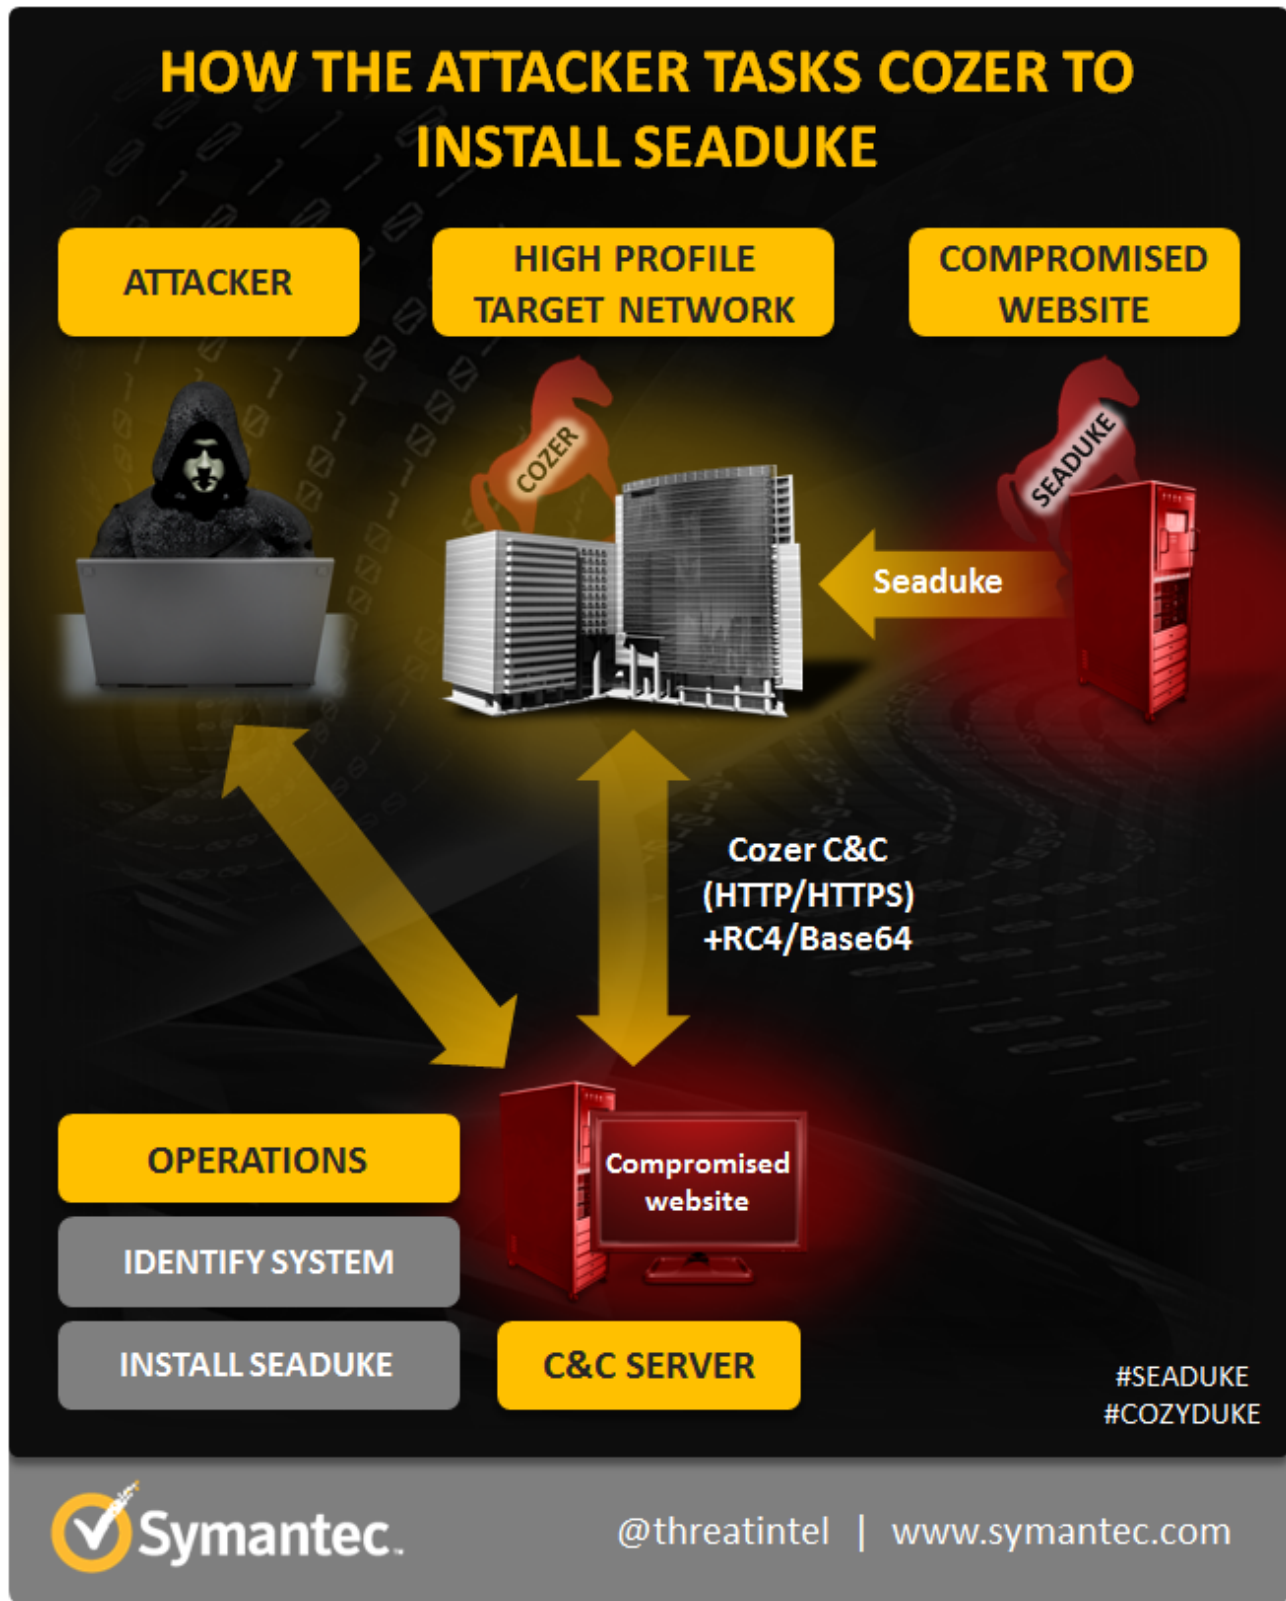 HOW THE ATTACKER TASKS COZER TO
INSTALL SEADUKE
ATTACKER
HIGH PROFILE
TARGET NETWORK
COMPROMISED
WEBSITE
COZER
SEADUKE
Seaduke
Cozer C&C
(HTTP/HTTPS)
+RC4/Base64
Compromised
website
OPERATIONS
IDENTIFY SYSTEM
INSTALL SEADUKE
C&C SERVER
#SEADUKE
#COZYDUKE
Symantec™
@threatintel | www.symantec.com